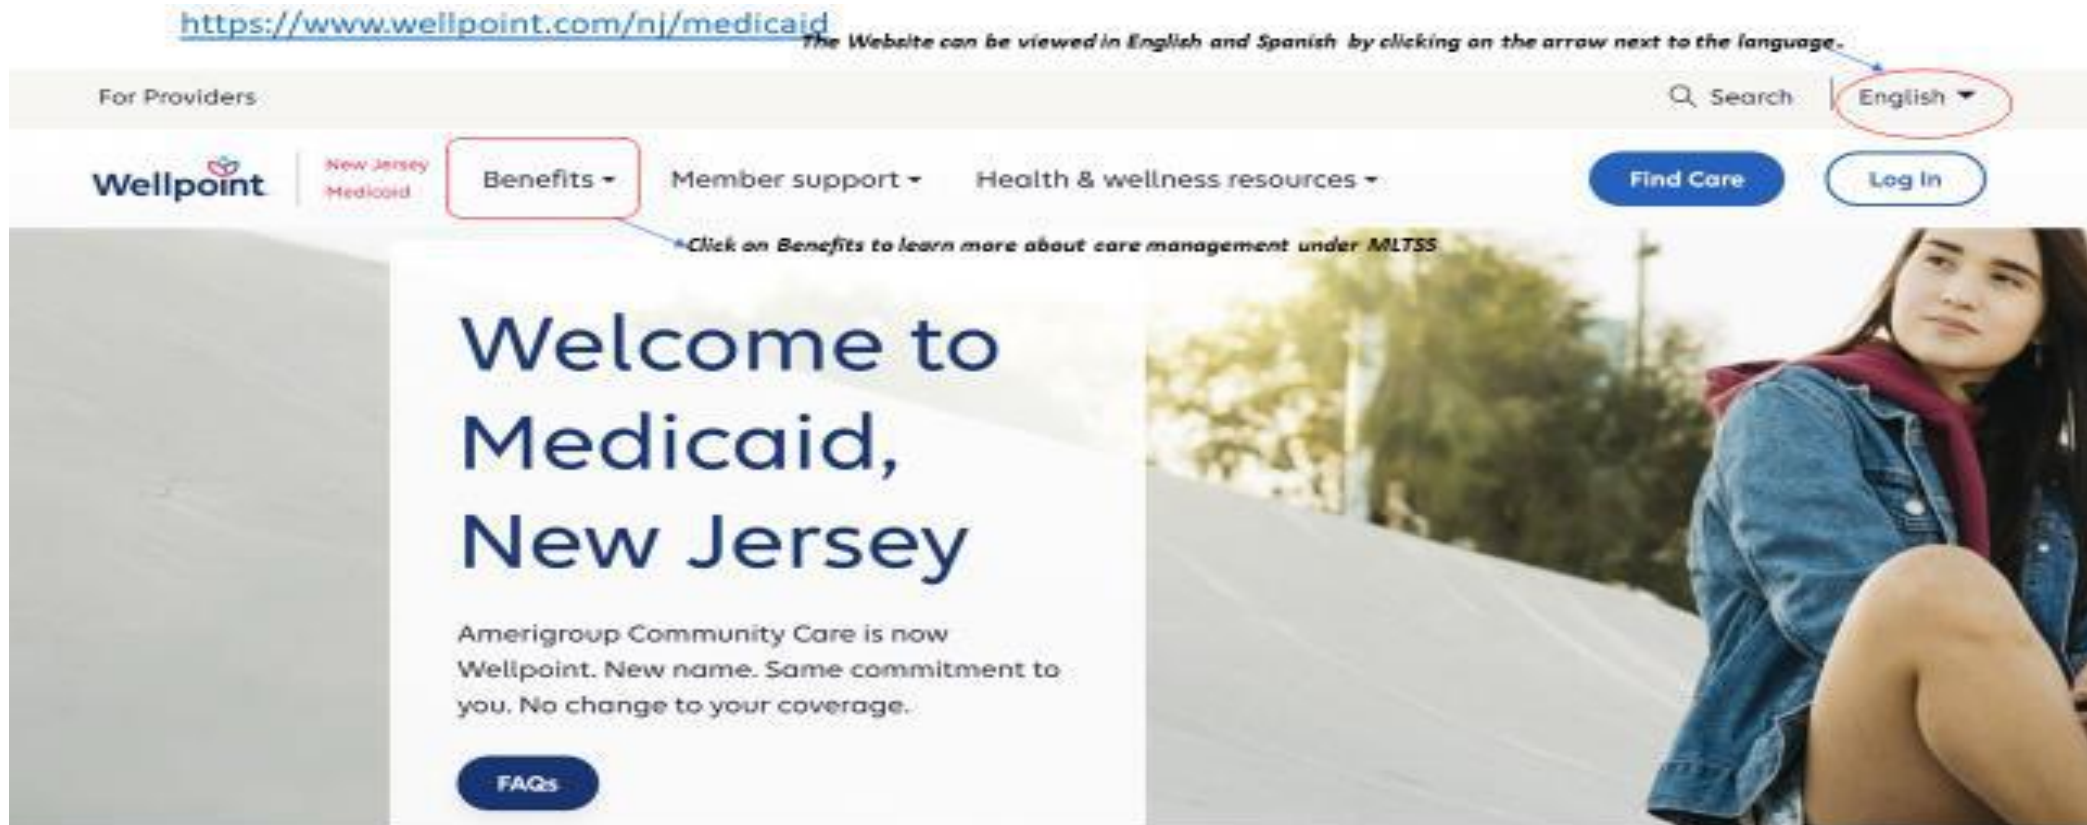 https://www.wellpoint.com/nj/medicaid
The Website can be viewed in English and Spanish by clicking on the arrow next to the language.
For Providers
Search
English
Wellpoint
New Jersey
Medicaid
Benefits
Member support
Health & wellness resources
Find Care
Log In
Click on Benefits to learn more about care management under MLTSS
Welcome to
Medicaid,
New Jersey
Amerigroup Community Care is now
Wellpoint. New name. Same commitment to
you. No change to your coverage.
FAQs